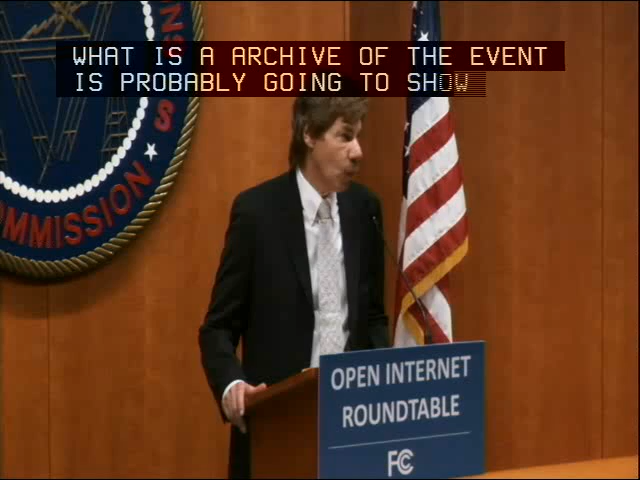 WHAT IS A ARCHIVE OF THE EVENT
IS PROBABLY GOING TO SHOW
COMMISSION
S
OPEN INTERNET
ROUNDTABLE
FCC